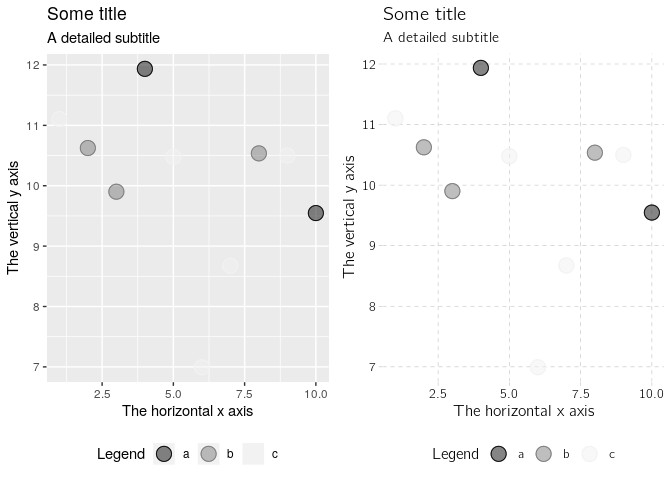 Some title
A detailed subtitle
12
11
10
9
8
7
The vertical y axis
2.5 5.0 7.5 10.0
The horizontal x axis
Legend a b c
Some title
A detailed subtitle
12
11
10
9
8
7
The vertical y axis
2.5 5.0 7.5 10.0
The horizontal x axis
Legend a b c